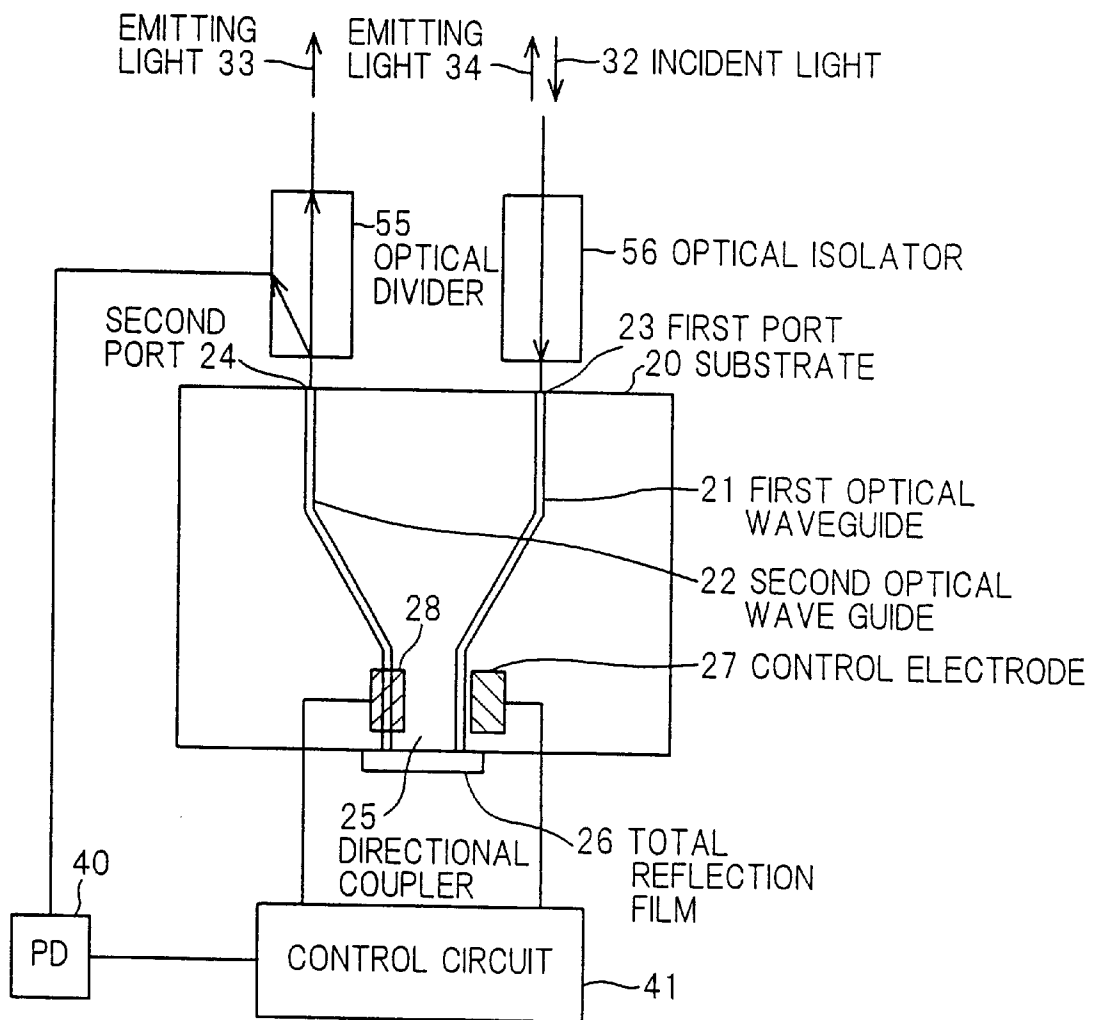 EMITTING
LIGHT 33
EMITTING
LIGHT 34
32 INCIDENT LIGHT
55
OPTICAL
DIVIDER
56 OPTICAL ISOLATOR
SECOND
PORT 24
23 FIRST PORT
20 SUBSTRATE
21 FIRST OPTICAL
WAVEGUIDE
22 SECOND OPTICAL
WAVE GUIDE
28
27 CONTROL ELECTRODE
25
DIRECTIONAL
COUPLER
26 TOTAL
REFLECTION
FILM
40
PD
CONTROL CIRCUIT
41